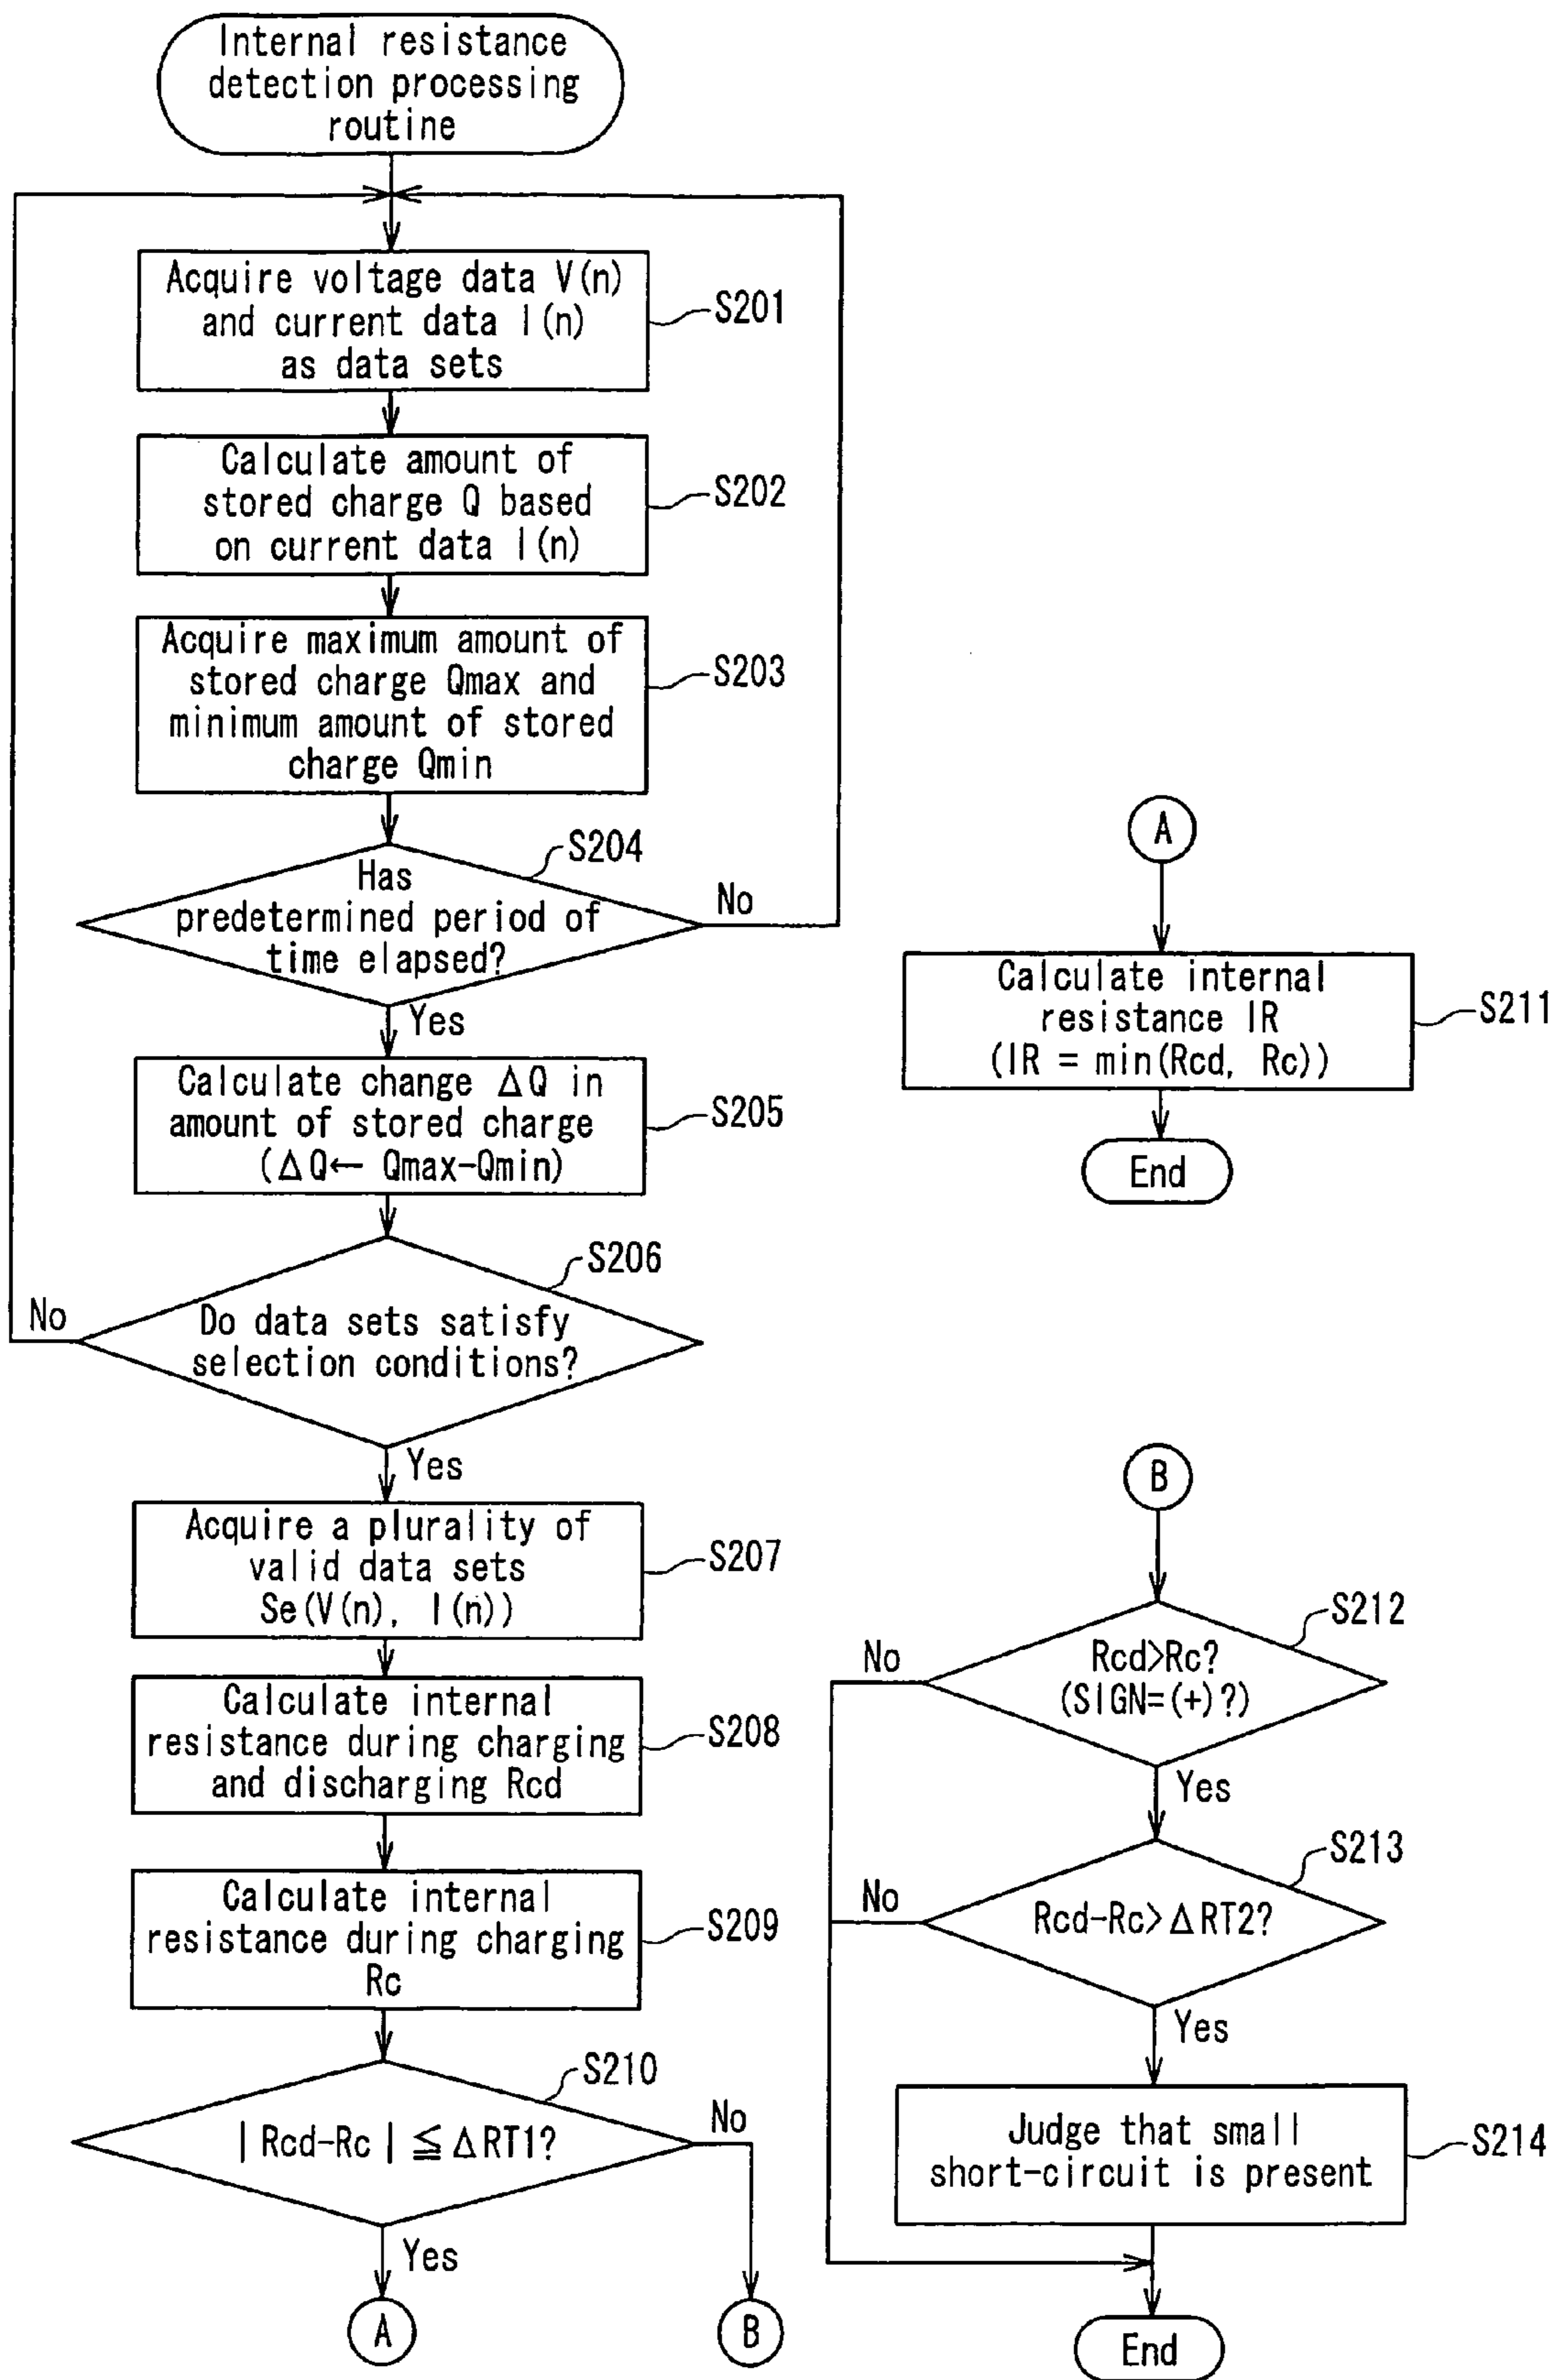 Internal resistance
detection processing
routine
Acquire voltage data V(n)
and current data I(n)
as data sets
S201
Calculate amount of
stored charge Q based
on current data I(n)
S202
Acquire maximum amount of
stored charge Qmax and
minimum amount of stored
charge Qmin
S203
S204
Has
predetermined period of
time elapsed?
No
Yes
Calculate change ΔQ in
amount of stored charge
(ΔQ← Qmax-Qmin)
S205
S206
Do data sets satisfy
selection conditions?
No
Yes
Acquire a plurality of
valid data sets
Se(V(n), I(n))
S207
Calculate internal
resistance during charging
and discharging Rcd
S208
Calculate internal
resistance during charging
Rc
S209
S210
|Rcd-Rc|≦ΔRT1?
No
Yes
A
B
A
Calculate internal
resistance IR
(IR = min(Rcd, Rc))
S211
End
B
S212
Rcd>Rc?
(SIGN=(+)?)
No
Yes
S213
Rcd-Rc>ΔRT2?
No
Yes
Judge that small
short-circuit is present
S214
End